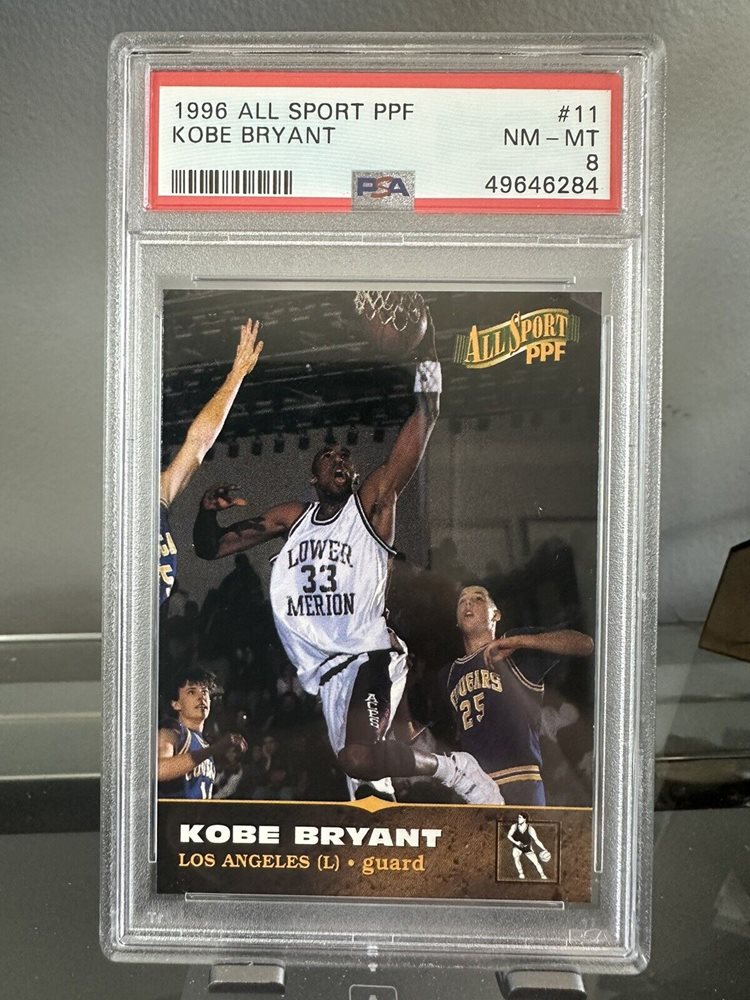 1996 ALL SPORT PPF #11
KOBE BRYANT NM - MT
8
PSA 49646284
ALL SPORT
PPF
LOWER
33
MERION
ACES
25
KOBE BRYANT
LOS ANGELES (L) • guard